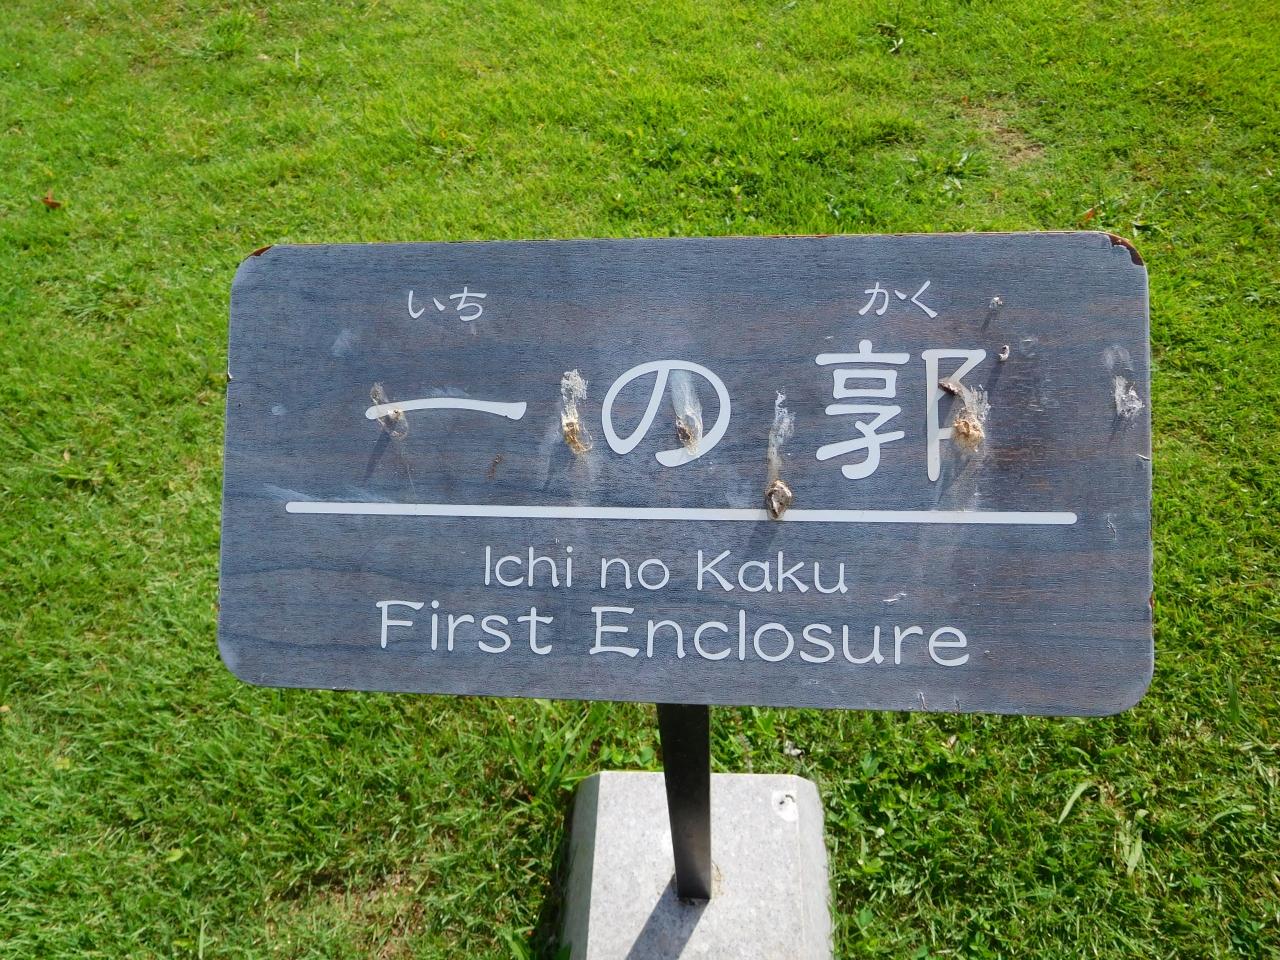 いち かく
一の郭
Ichi no Kaku
First Enclosure